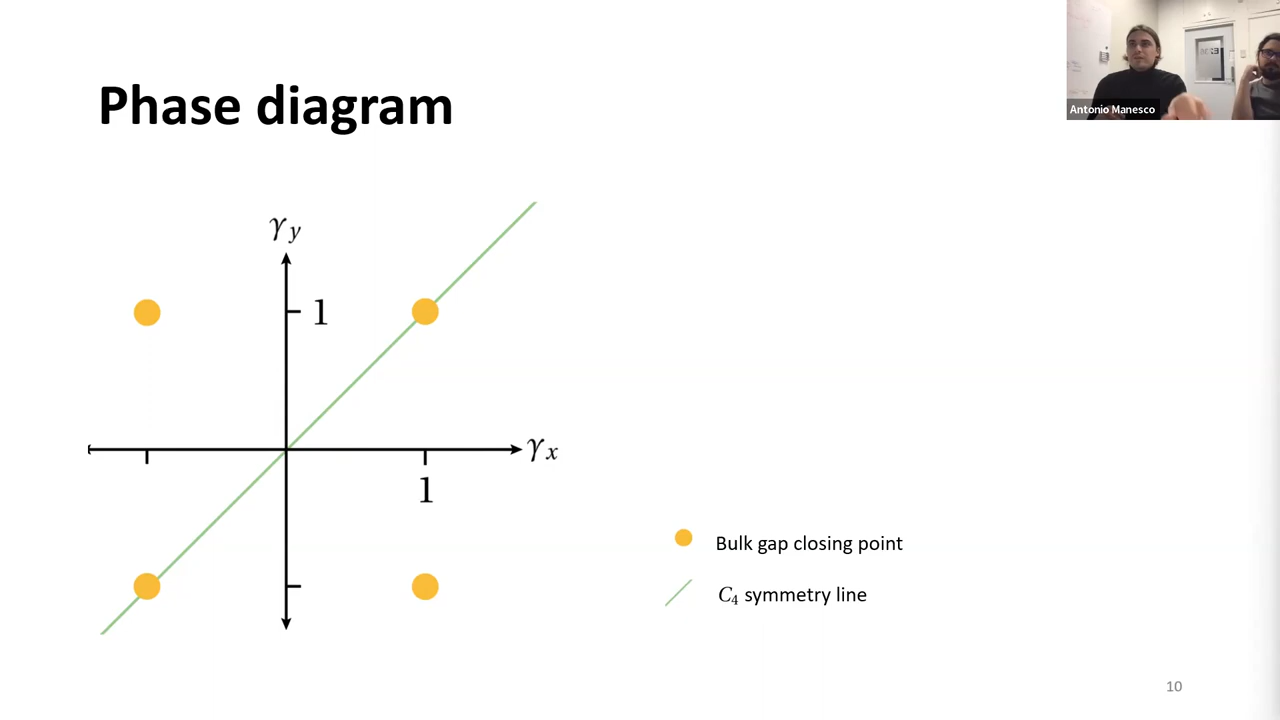 Phase diagram
Antonio Manesco
γy
1
γx
1
Bulk gap closing point
C4 symmetry line
10